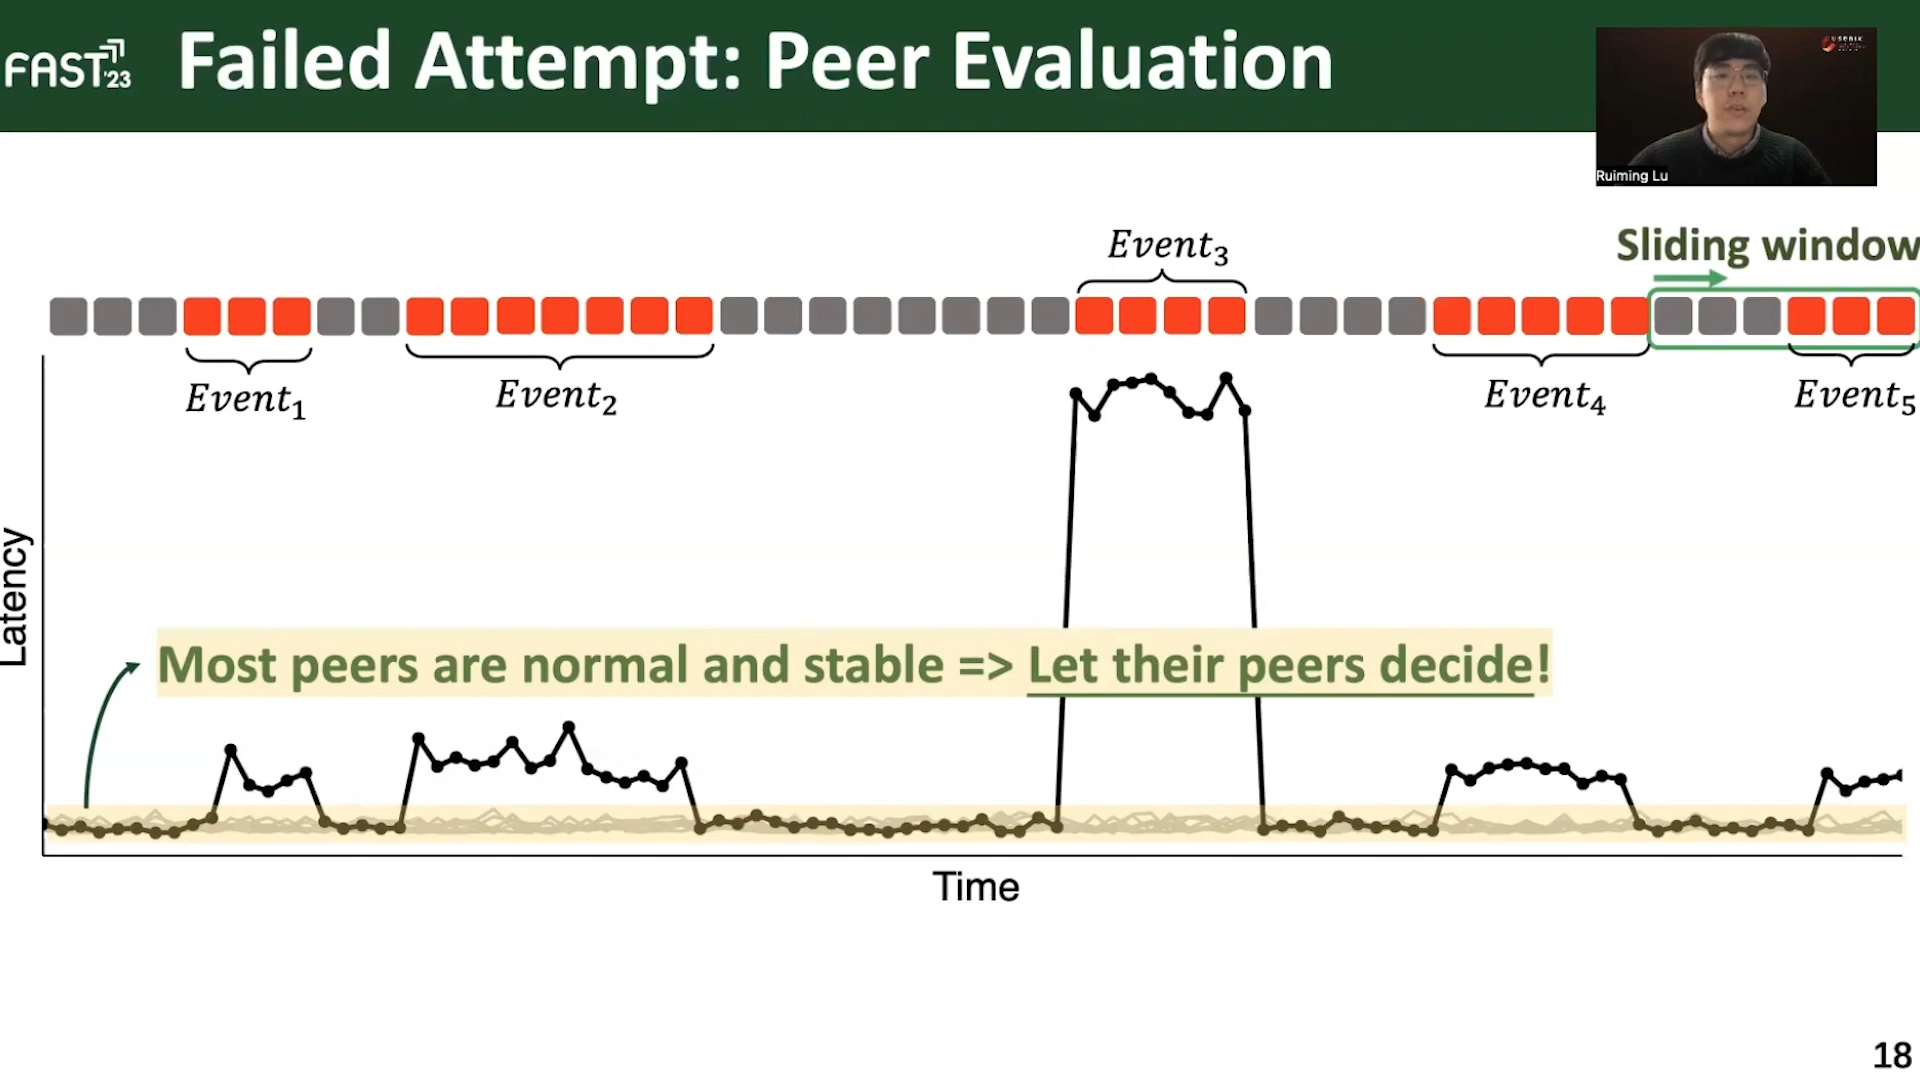 FAST'23
Failed Attempt: Peer Evaluation
usenix
Ruiming Lu
Event3
Sliding window
Event1
Event2
Event4
Event5
Latency
Most peers are normal and stable => Let their peers decide!
Time
18